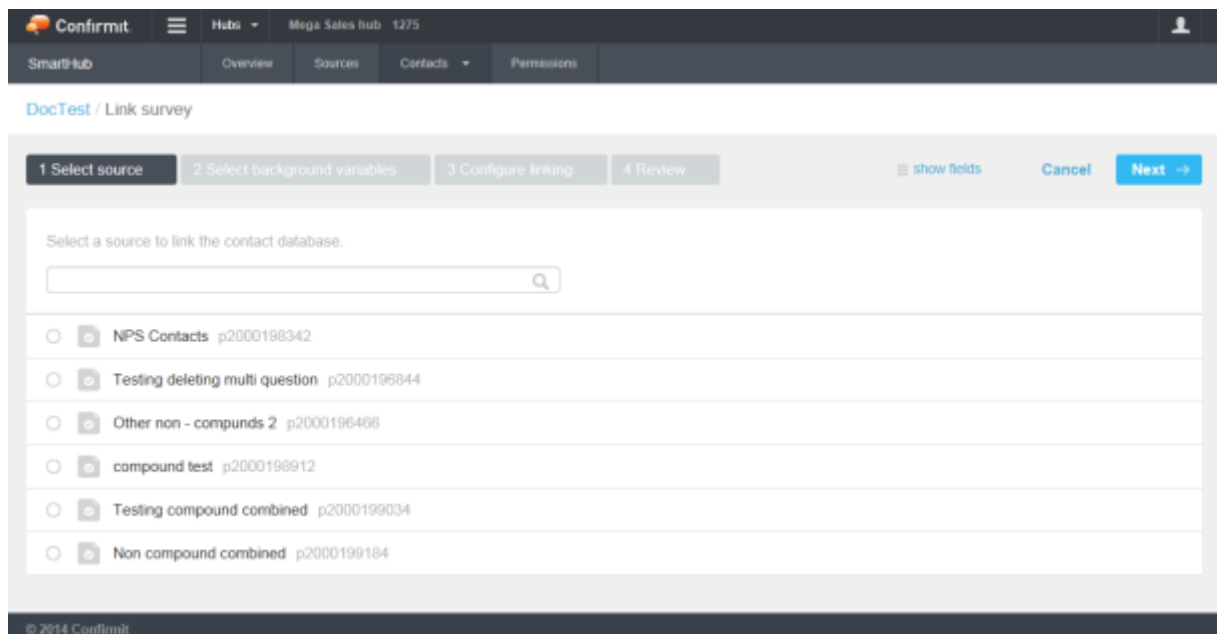 Confirmit Hubs Mega Sales hub 1275
SmartHub Overview Sources Contacts Permissions
DocTest / Link survey
1 Select source 2 Select background variables 3 Configure linking 4 Review show fields Cancel Next →
Select a source to link the contact database.
NPS Contacts p2000198342
Testing deleting multi question p2000196844
Other non - compunds 2 p2000196466
compound test p2000198912
Testing compound combined p2000199034
Non compound combined p2000199184
© 2014 Confirmit